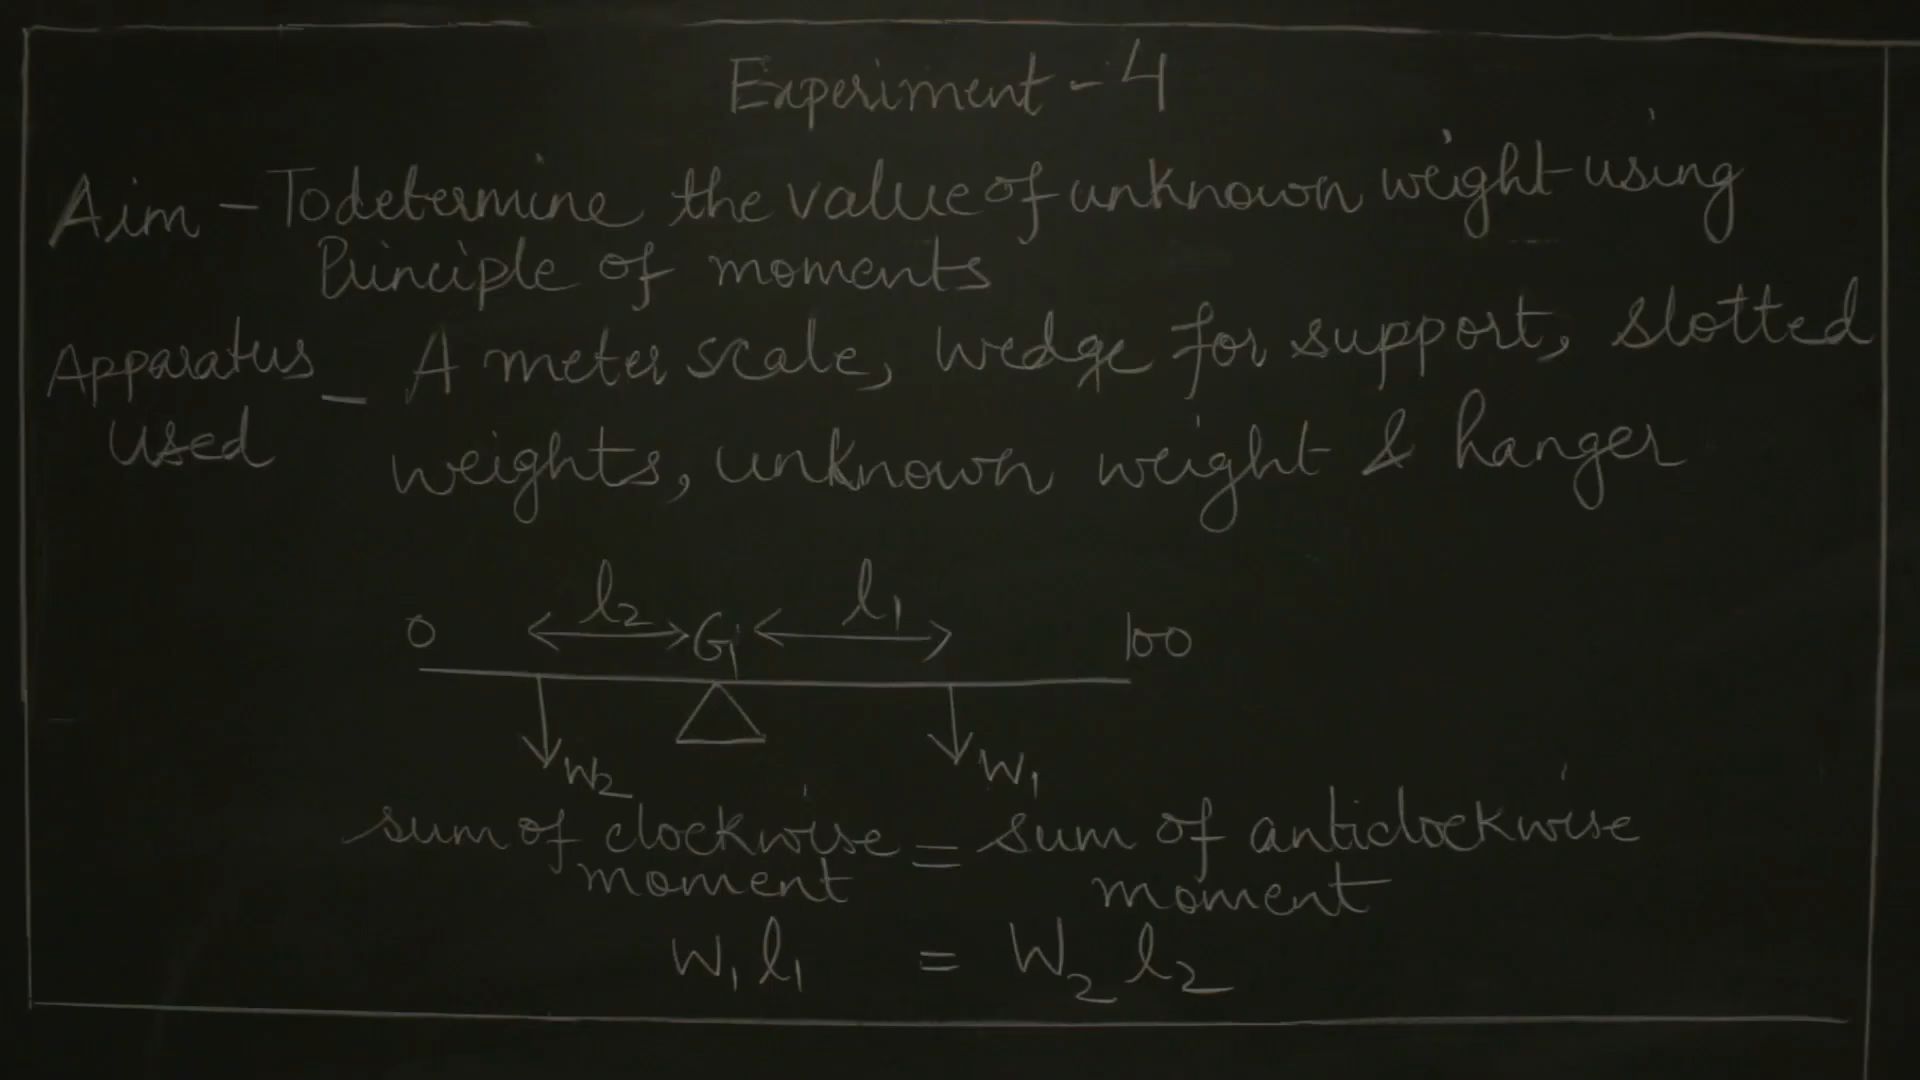 Experiment - 4
Aim - To determine the value of unknown weight using
Principle of moments
Apparatus used - A meter scale, wedge for support, slotted
weights, unknown weight & hanger
0 l2 G l1 100
W2 W1
sum of clockwise moment = sum of anticlockwise moment
W1 l1 = W2 l2